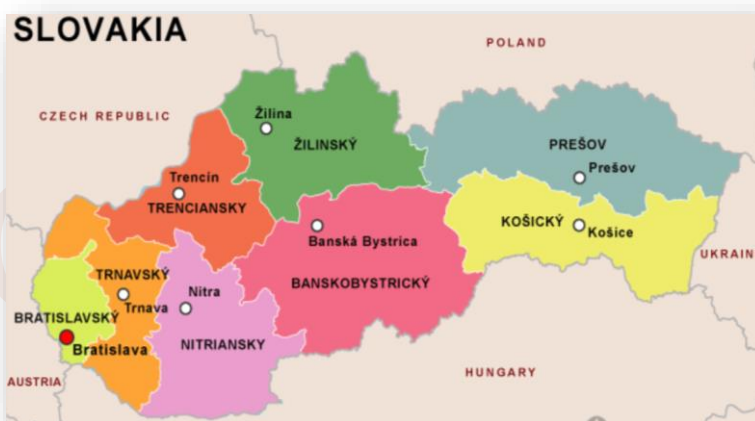 SLOVAKIA
POLAND
CZECH REPUBLIC
Žilina
ŽILINSKÝ
PREŠOV
Prešov
Trencín
TRENCIANSKY
KOŠICKÝ
Košice
Banská Bystrica
UKRAIN
TRNAVSKÝ
BANSKOBYSTRICKÝ
Nitra
Trnava
BRATISLAVSKÝ
NITRIANSKY
Bratislava
HUNGARY
AUSTRIA